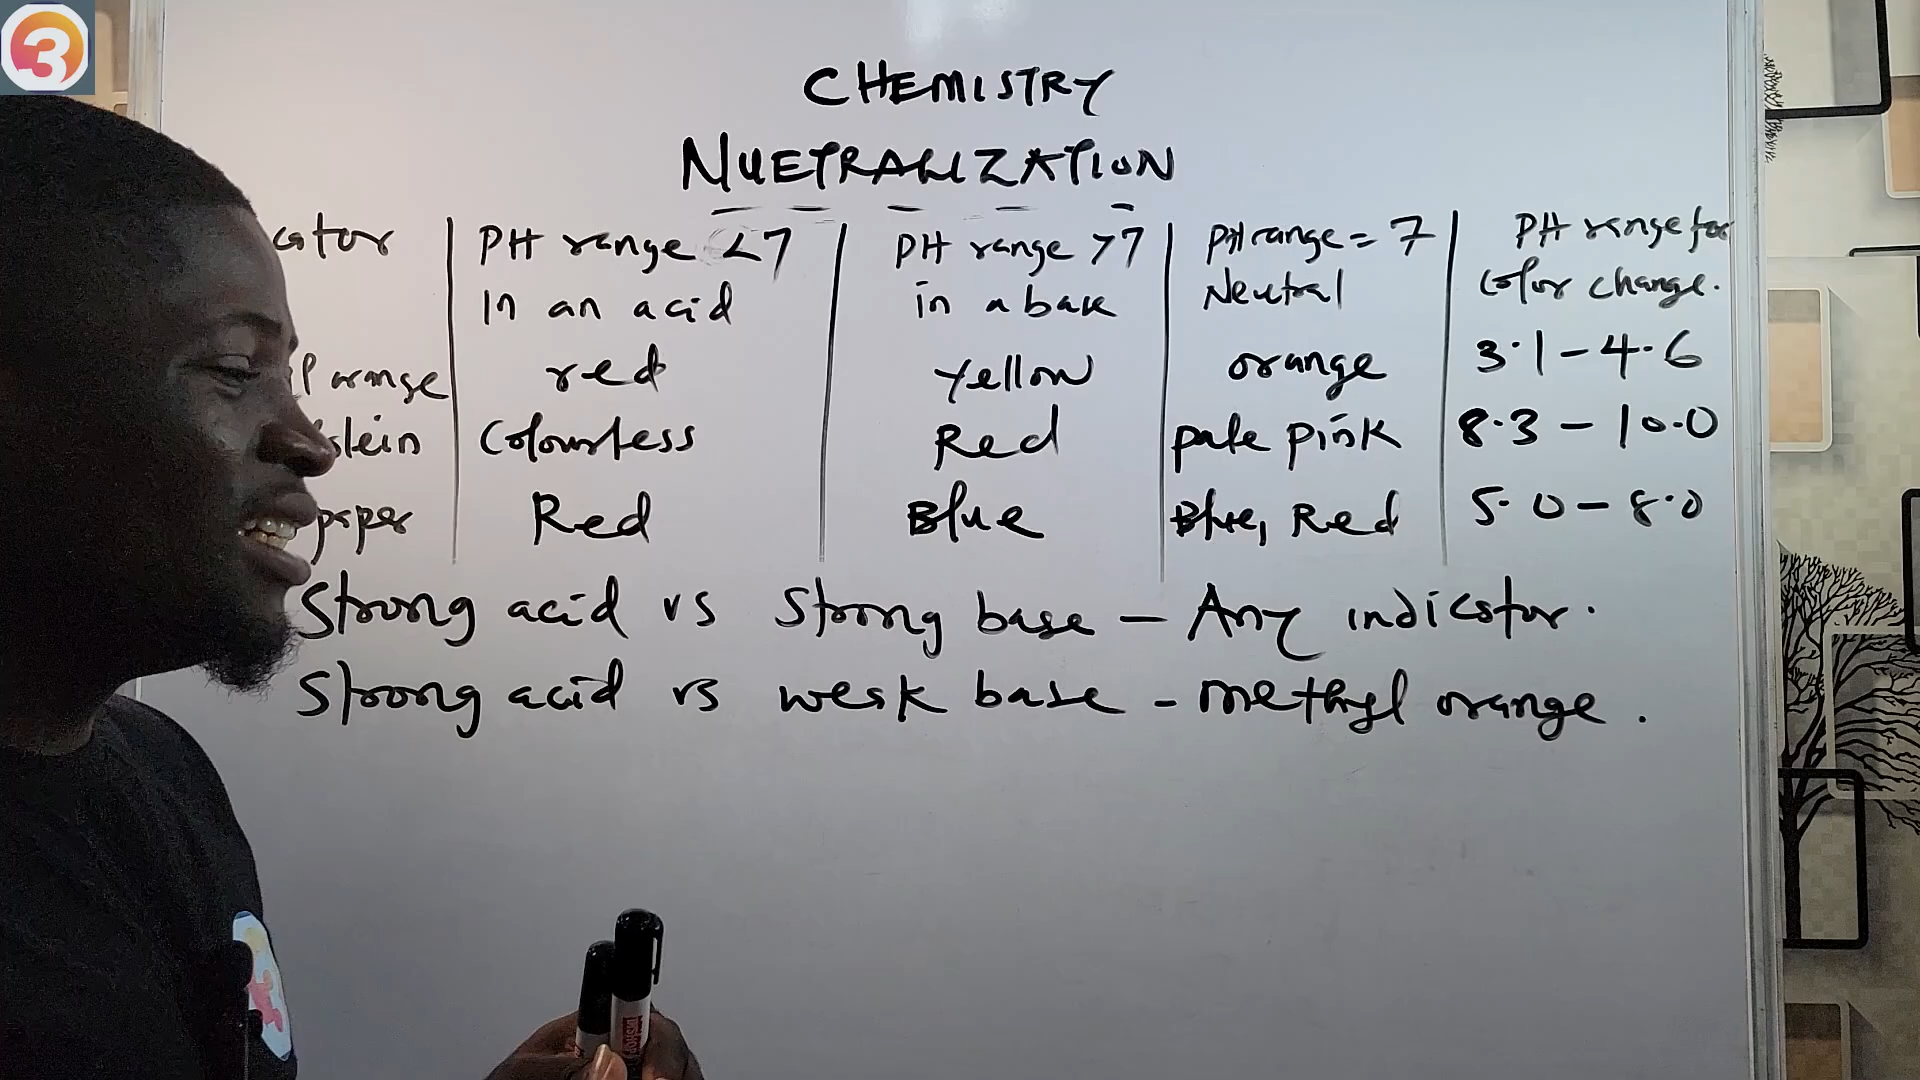 3
CHEMISTRY
NUETRALIZATION
cator PH range <7 PH range >7 PH range = 7 PH range for
in an acid in a base Neutral color change.
l orange red Yellow orange 3.1 - 4.6
lein Colourless Red pale pink 8.3 - 10.0
paper Red Blue Blue, Red 5.0 - 8.0
Strong acid vs Strong base - Any indicator.
Strong acid vs weak base - methyl orange.